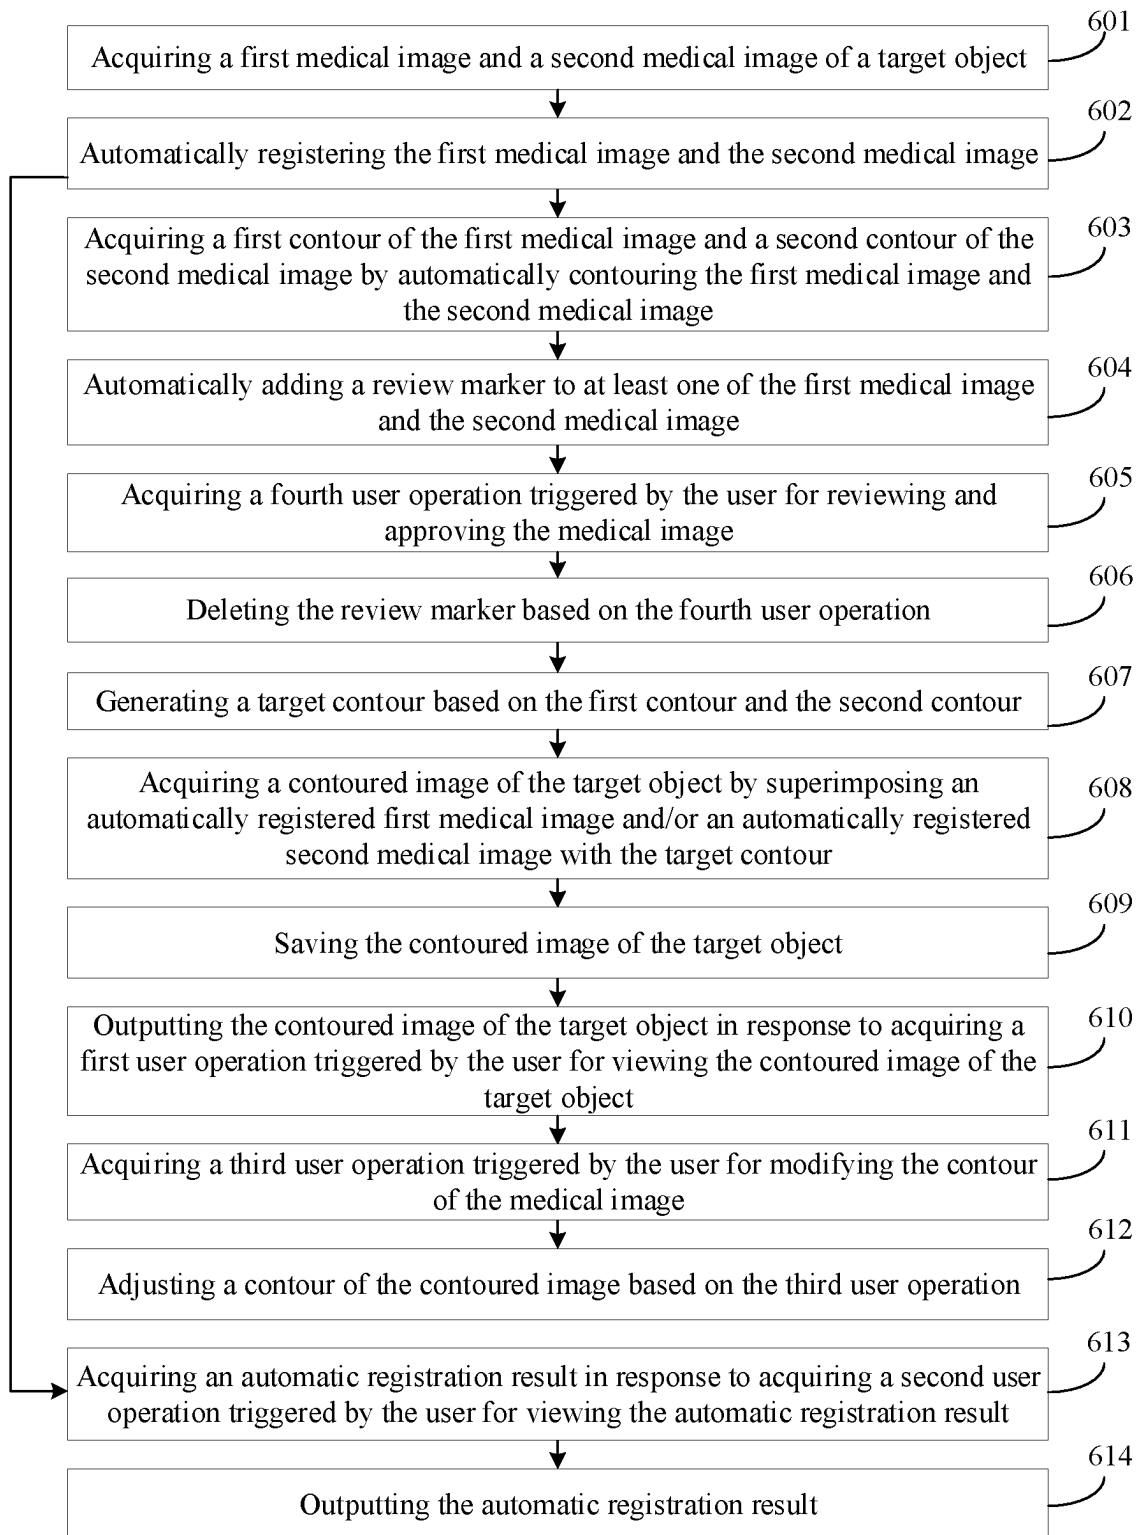 601
Acquiring a first medical image and a second medical image of a target object
602
Automatically registering the first medical image and the second medical image
603
Acquiring a first contour of the first medical image and a second contour of the
second medical image by automatically contouring the first medical image and
the second medical image
604
Automatically adding a review marker to at least one of the first medical image
and the second medical image
605
Acquiring a fourth user operation triggered by the user for reviewing and
approving the medical image
606
Deleting the review marker based on the fourth user operation
607
Generating a target contour based on the first contour and the second contour
608
Acquiring a contoured image of the target object by superimposing an
automatically registered first medical image and/or an automatically registered
second medical image with the target contour
609
Saving the contoured image of the target object
610
Outputting the contoured image of the target object in response to acquiring a
first user operation triggered by the user for viewing the contoured image of the
target object
611
Acquiring a third user operation triggered by the user for modifying the contour
of the medical image
612
Adjusting a contour of the contoured image based on the third user operation
613
Acquiring an automatic registration result in response to acquiring a second user
operation triggered by the user for viewing the automatic registration result
614
Outputting the automatic registration result